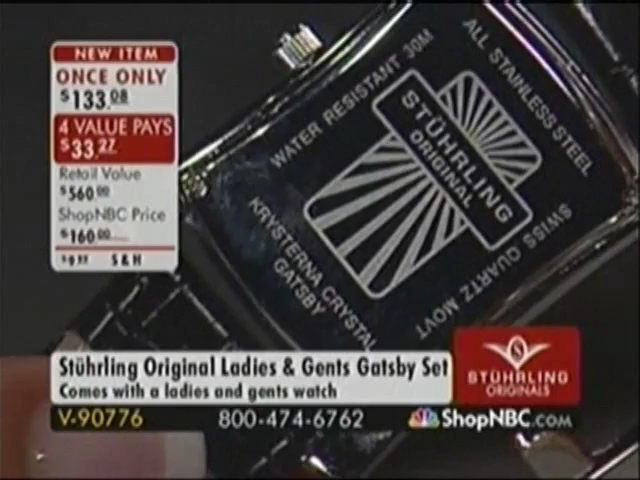 NEW ITEM
ONCE ONLY
$133.08
4 VALUE PAYS
$33.27
Retail Value
$560.00
ShopNBC Price
$160.00
S & H
WATER RESISTANT 30M
ALL STAINLESS STEEL
STÜHRLING
ORIGINAL
KRYSTERNA CRYSTAL
GATSBY
SWISS QUARTZ MOVT
Stührling Original Ladies & Gents Gatsby Set
Comes with a ladies and gents watch
S
STÜHRLING
ORIGINALS
V-90776 800-474-6762 ShopNBC.COM